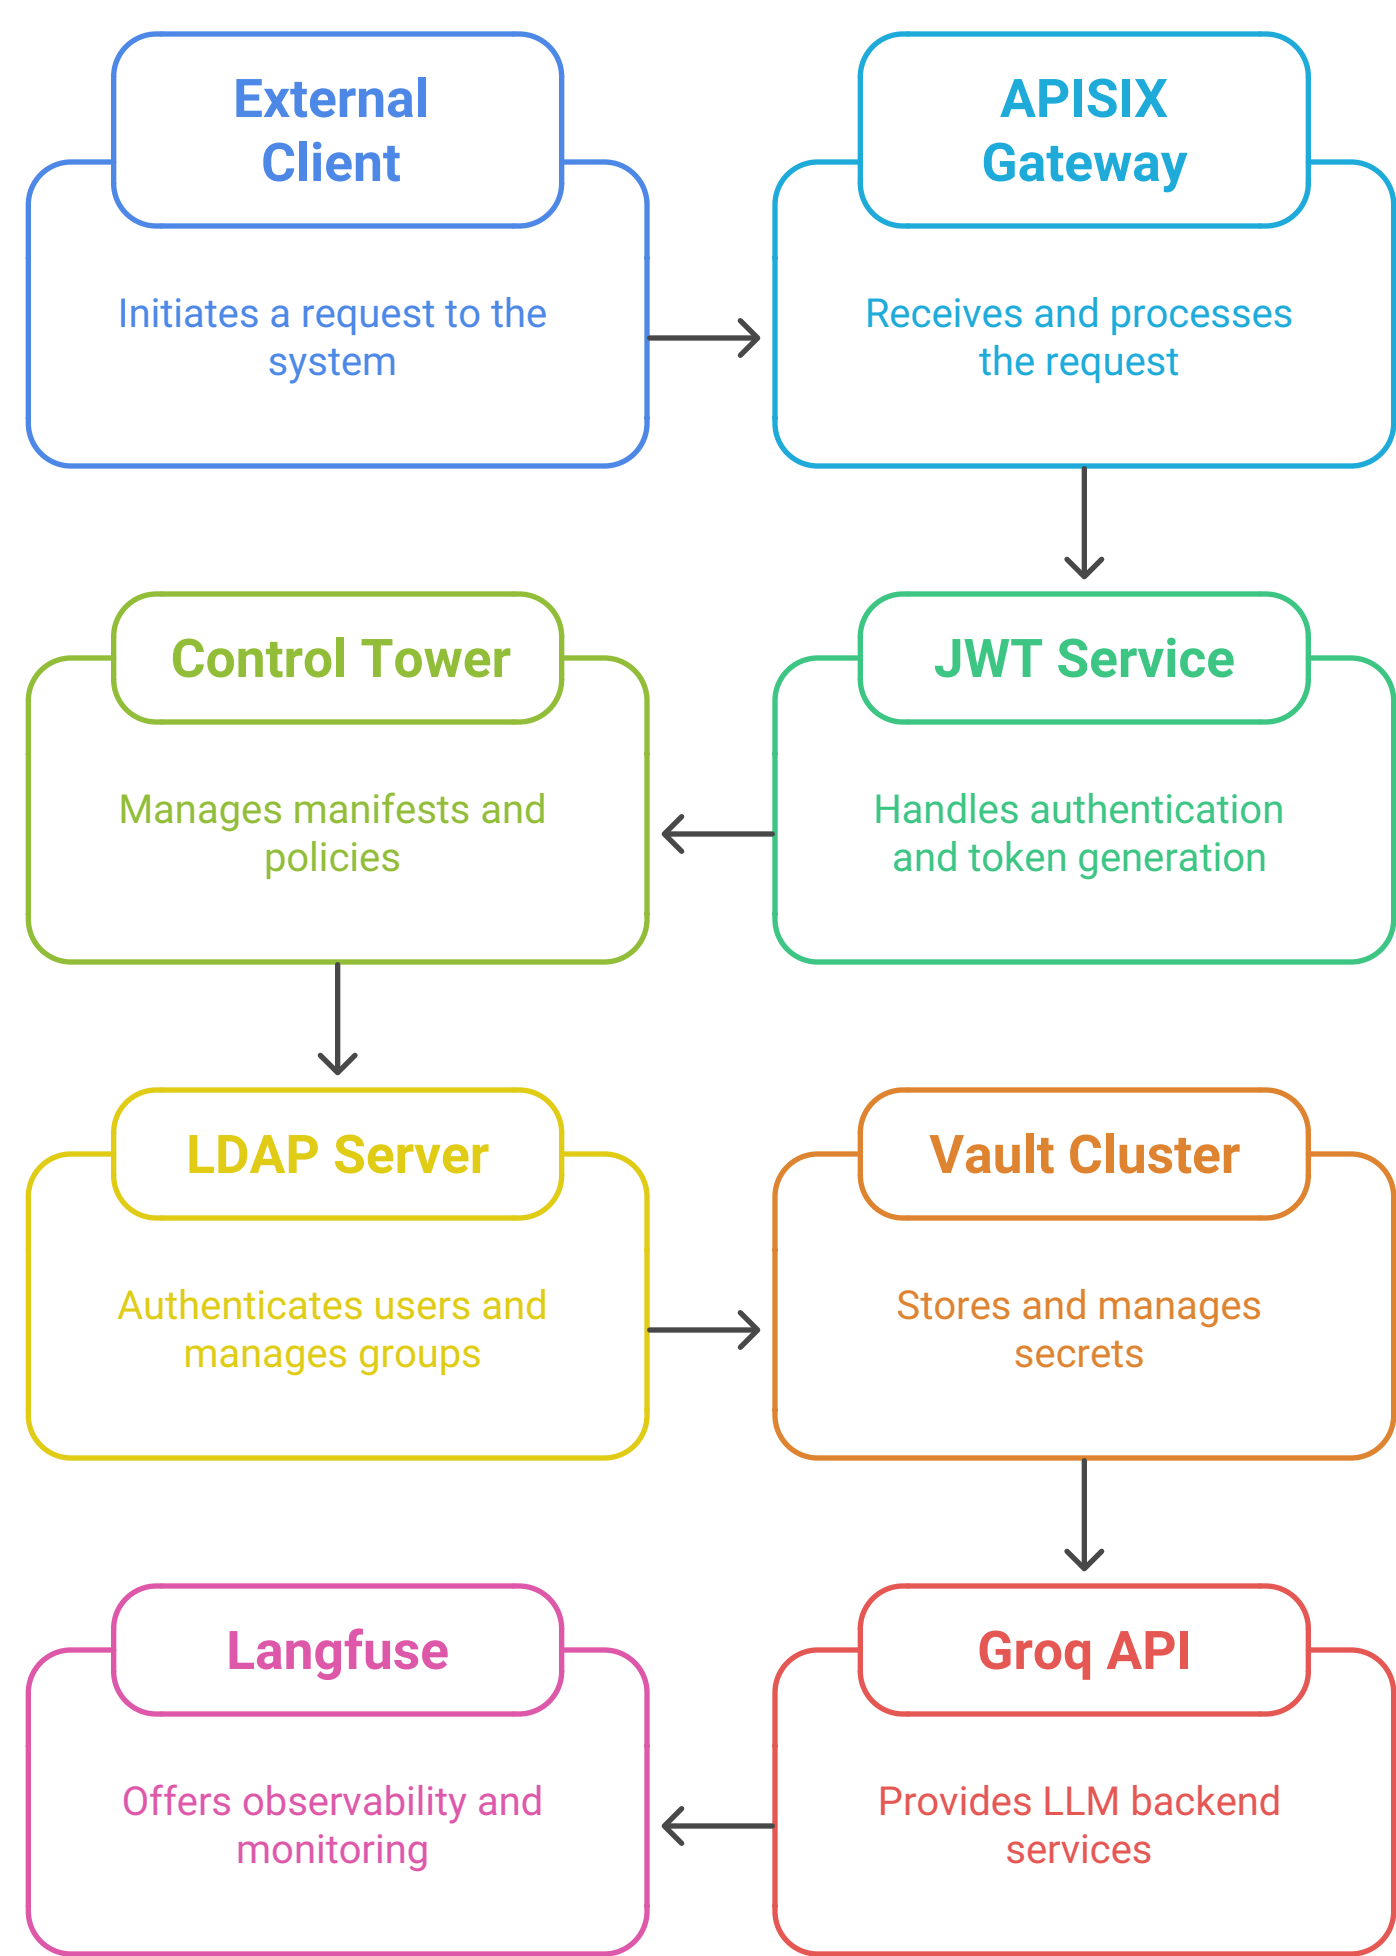 External
Client
Initiates a request to the
system
APISIX
Gateway
Receives and processes
the request
Control Tower
Manages manifests and
policies
JWT Service
Handles authentication
and token generation
LDAP Server
Authenticates users and
manages groups
Vault Cluster
Stores and manages
secrets
Langfuse
Offers observability and
monitoring
Groq API
Provides LLM backend
services